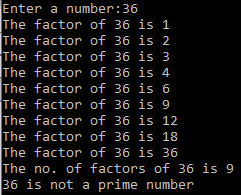 Enter a number:36
The factor of 36 is 1
The factor of 36 is 2
The factor of 36 is 3
The factor of 36 is 4
The factor of 36 is 6
The factor of 36 is 9
The factor of 36 is 12
The factor of 36 is 18
The factor of 36 is 36
The no. of factors of 36 is 9
36 is not a prime number